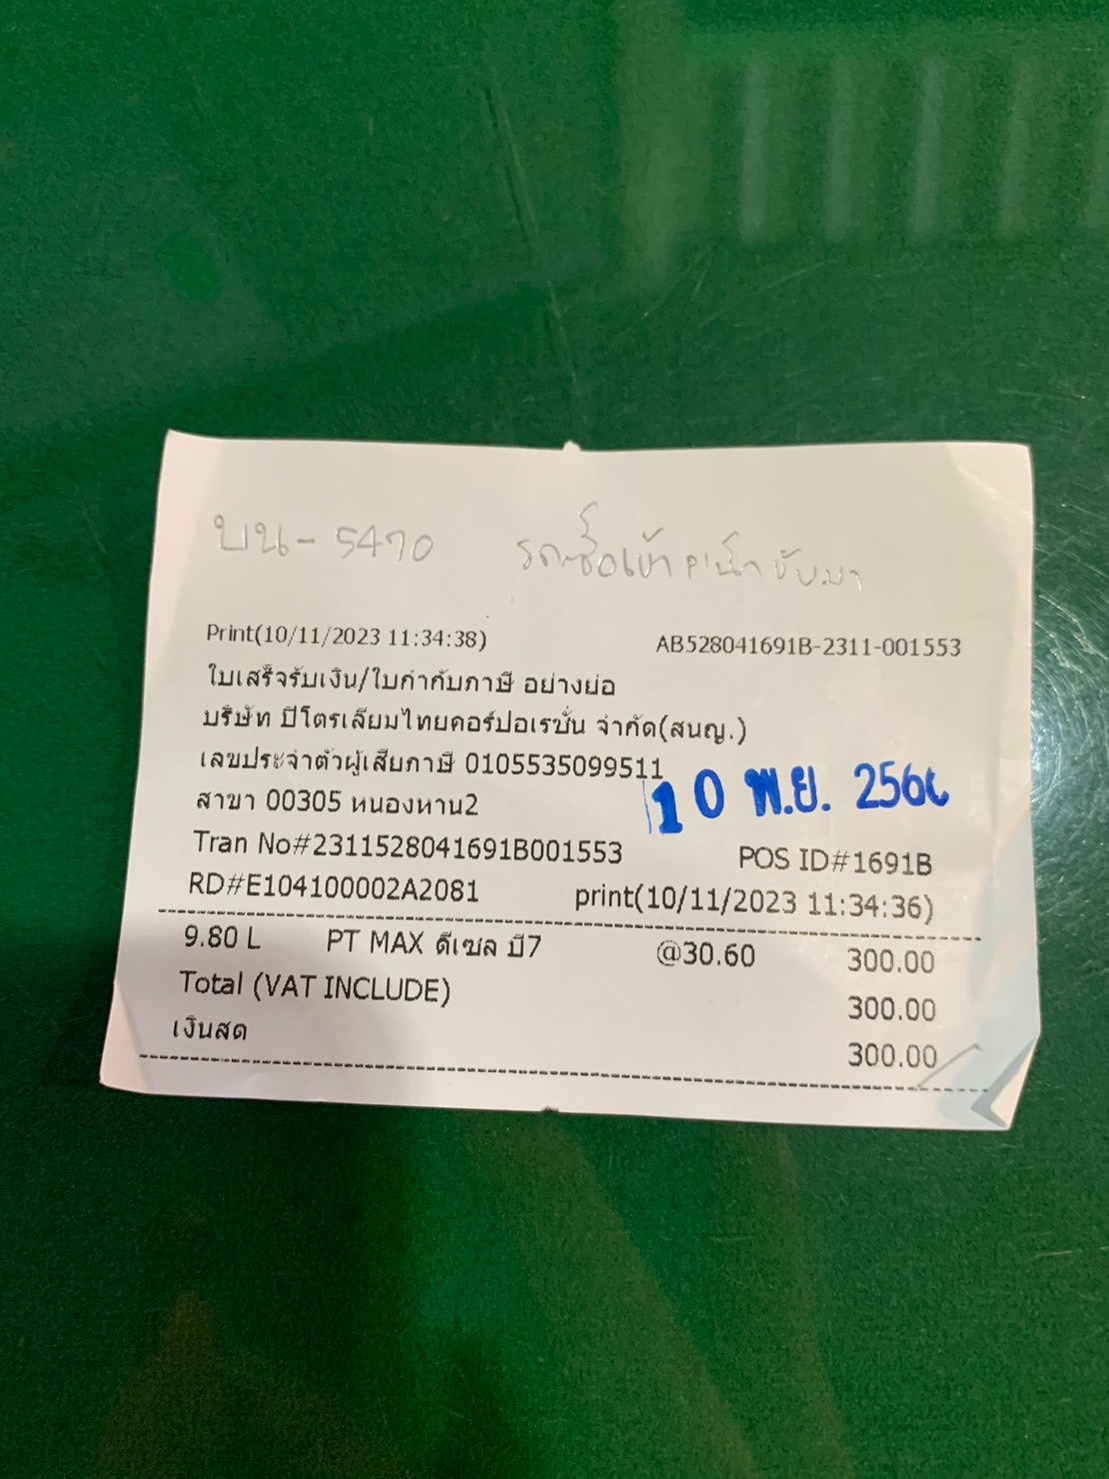 บน-5470 รถซื้อเข้า
Print(10/11/2023 11:34:38) AB528041691B-2311-001553
ใบเสร็จรับเงิน/ใบกำกับภาษี อย่างย่อ
บริษัท ปิโตรเลียมไทยคอร์ปอเรชั่น จำกัด(สนญ.)
เลขประจำตัวผู้เสียภาษี 0105535099511
สาขา 00305 หนองหาน2 10 พ.ย. 2566
Tran No#2311528041691B001553 POS ID#1691B
RD#E104100002A2081 print(10/11/2023 11:34:36)
9.80 L PT MAX ดีเซล บี7 @30.60 300.00
Total (VAT INCLUDE) 300.00
เงินสด 300.00